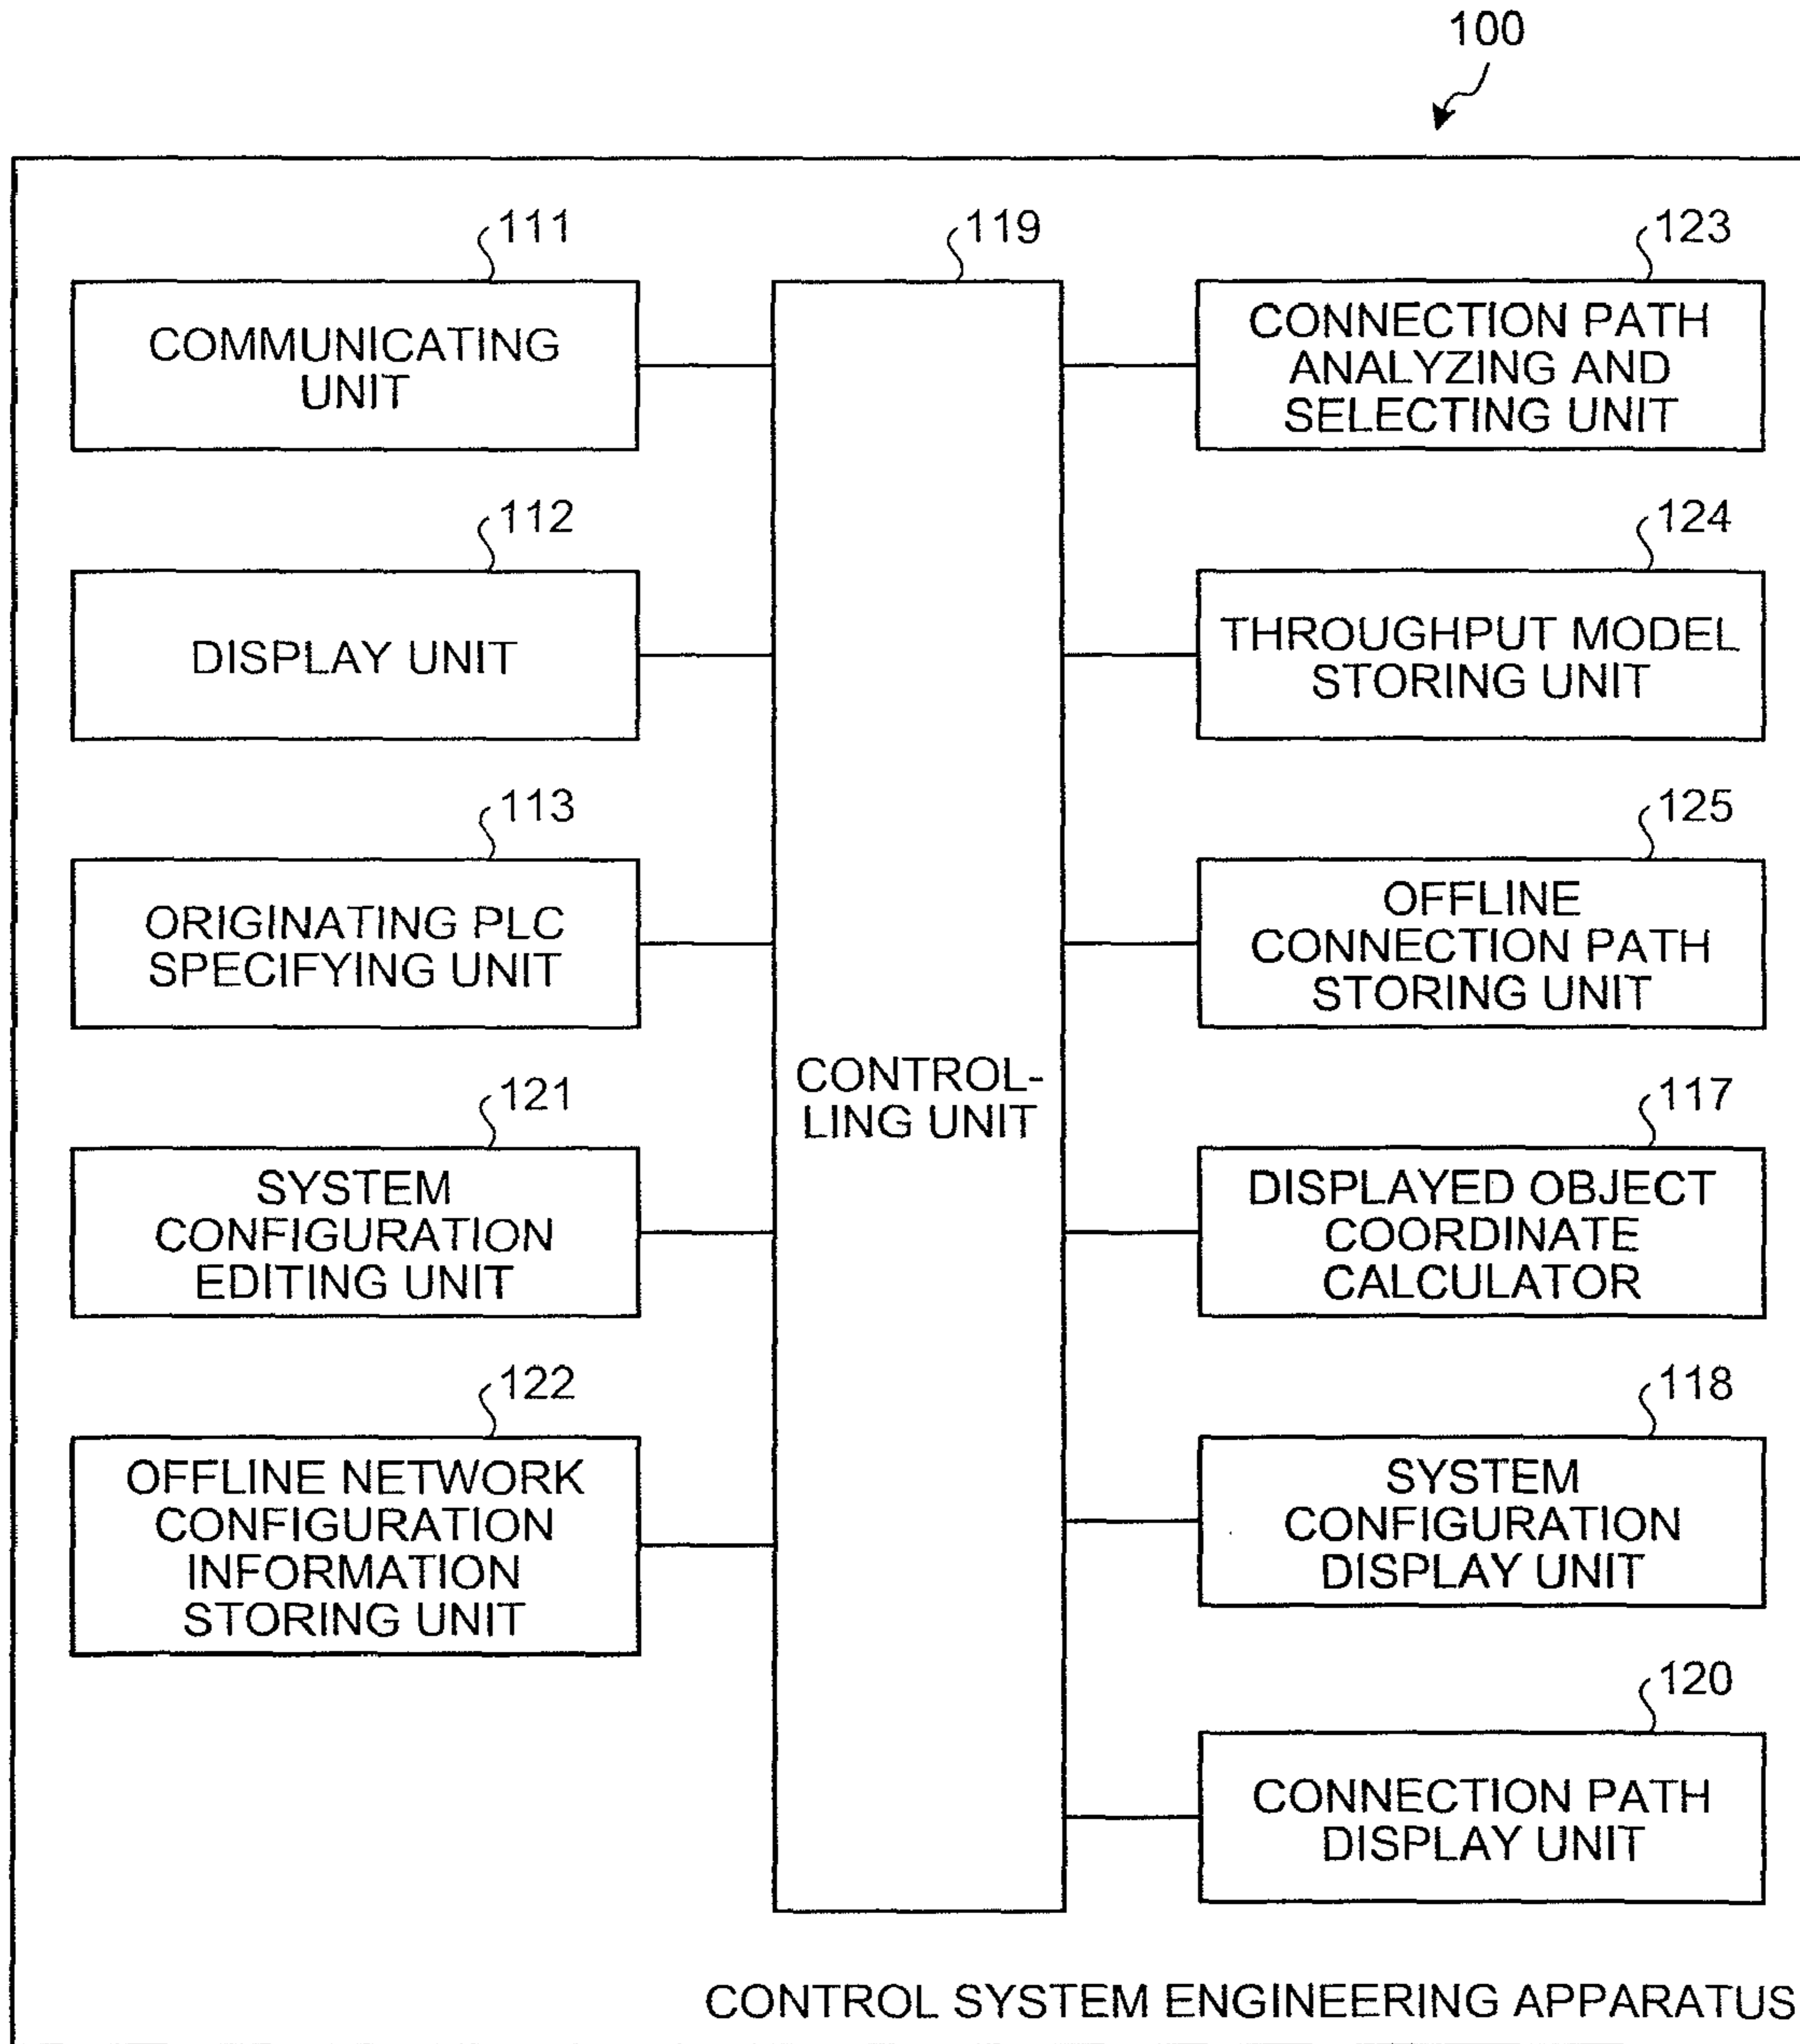 100
111
COMMUNICATING
UNIT
112
DISPLAY UNIT
113
ORIGINATING PLC
SPECIFYING UNIT
121
SYSTEM
CONFIGURATION
EDITING UNIT
122
OFFLINE NETWORK
CONFIGURATION
INFORMATION
STORING UNIT
119
CONTROL-
LING UNIT
123
CONNECTION PATH
ANALYZING AND
SELECTING UNIT
124
THROUGHPUT MODEL
STORING UNIT
125
OFFLINE
CONNECTION PATH
STORING UNIT
117
DISPLAYED OBJECT
COORDINATE
CALCULATOR
118
SYSTEM
CONFIGURATION
DISPLAY UNIT
120
CONNECTION PATH
DISPLAY UNIT
CONTROL SYSTEM ENGINEERING APPARATUS